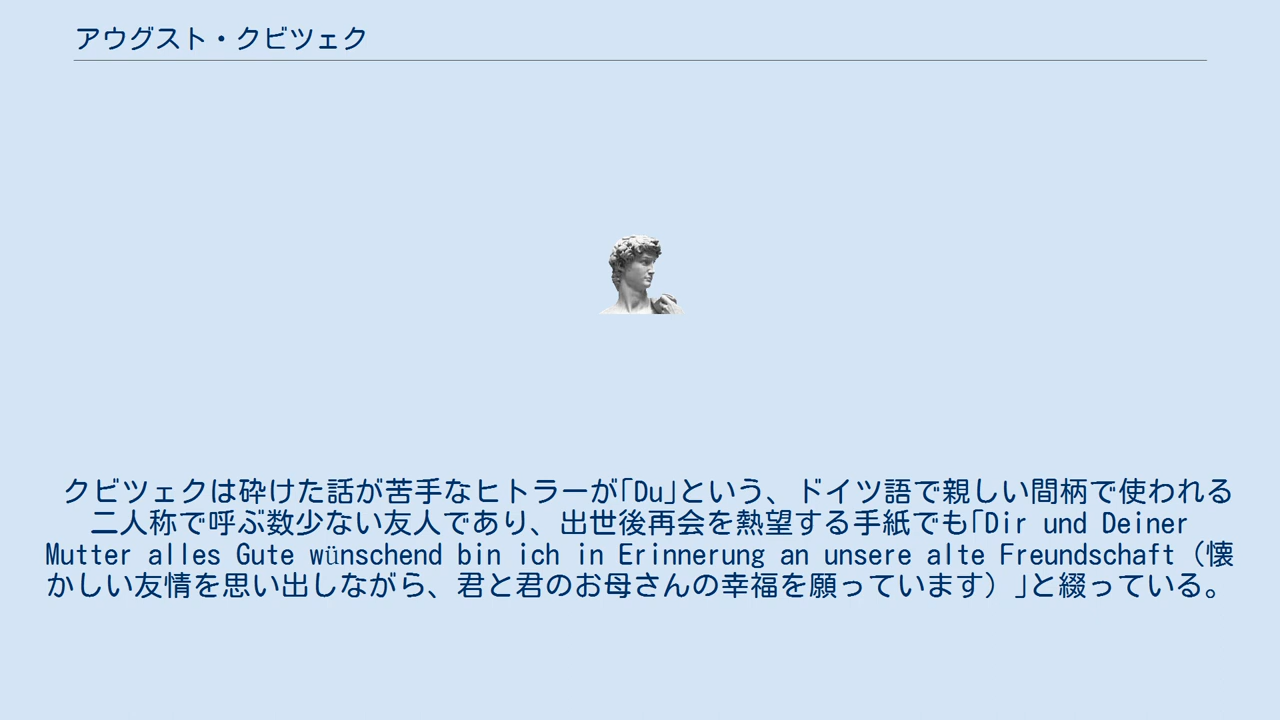 アウグスト・クビツェク
クビツェクは砕けた話が苦手なヒトラーが｢Du｣という、ドイツ語で親しい間柄で使われる
二人称で呼ぶ数少ない友人であり、出世後再会を熱望する手紙でも｢Dir und Deiner
Mutter alles Gute wünschend bin ich in Erinnerung an unsere alte Freundschaft（懐
かしい友情を思い出しながら、君と君のお母さんの幸福を願っています）｣と綴っている。